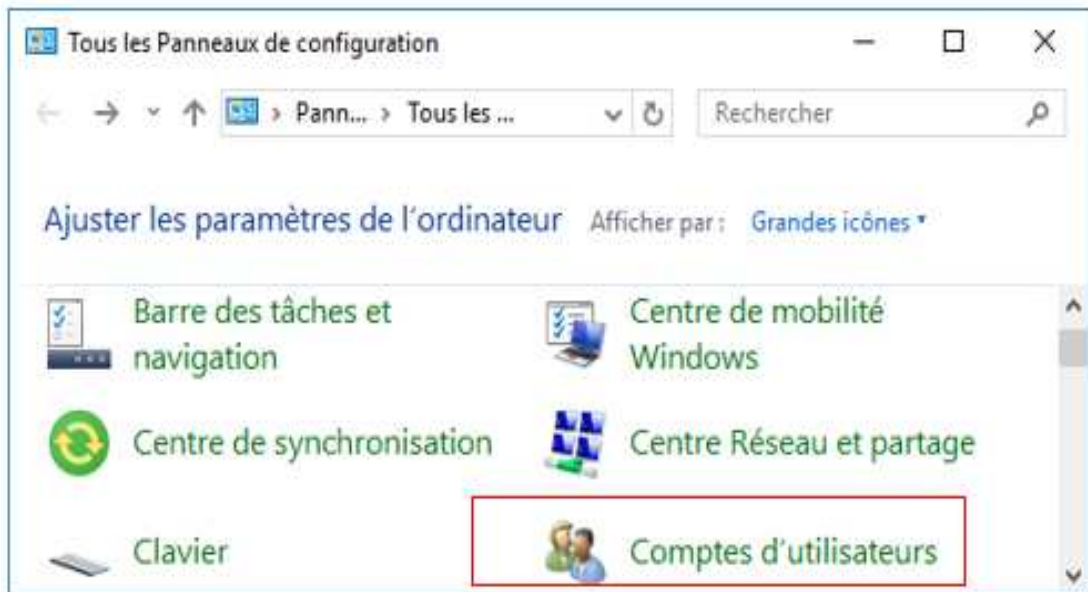 Tous les Panneaux de configuration
Pann... > Tous les ...
Rechercher
Ajuster les paramètres de l'ordinateur Afficher par : Grandes icônes
Barre des tâches et
navigation
Centre de mobilité
Windows
Centre de synchronisation
Centre Réseau et partage
Clavier
Comptes d'utilisateurs